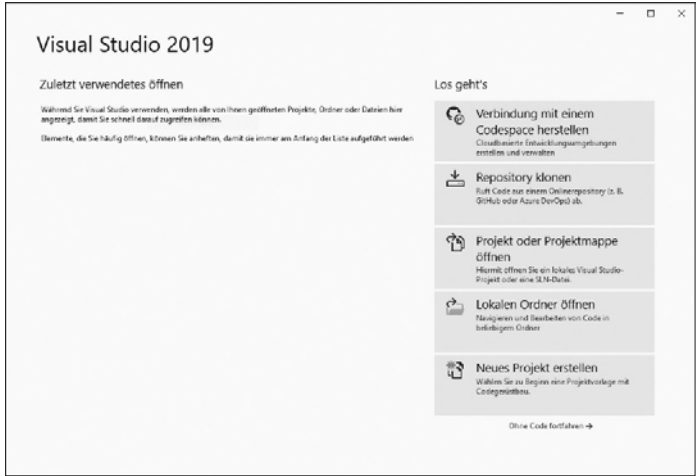 Visual Studio 2019
Zuletzt verwendetes öffnen
Während Sie Visual Studio verwenden, werden alle von Ihnen geöffneten Projekte, Ordner oder Dateien hier
angezeigt, damit Sie schnell darauf zugreifen können.
Elemente, die Sie häufig öffnen, können Sie anheften, damit sie immer am Anfang der Liste aufgeführt werden
Los geht's
Verbindung mit einem
Codespace herstellen
Cloudbasierte Entwicklungsumgebungen
erstellen und verwalten
Repository klonen
Ruft Code aus einem Onlinerepository (z. B.
GitHub oder Azure DevOps) ab.
Projekt oder Projektmappe
öffnen
Hiermit öffnen Sie ein lokales Visual Studio-
Projekt oder eine SLN-Datei.
Lokalen Ordner öffnen
Navigieren und Bearbeiten von Code in
beliebigem Ordner
Neues Projekt erstellen
Wählen Sie zu Beginn eine Projektvorlage mit
Codegerüstbau.
Ohne Code fortfahren →